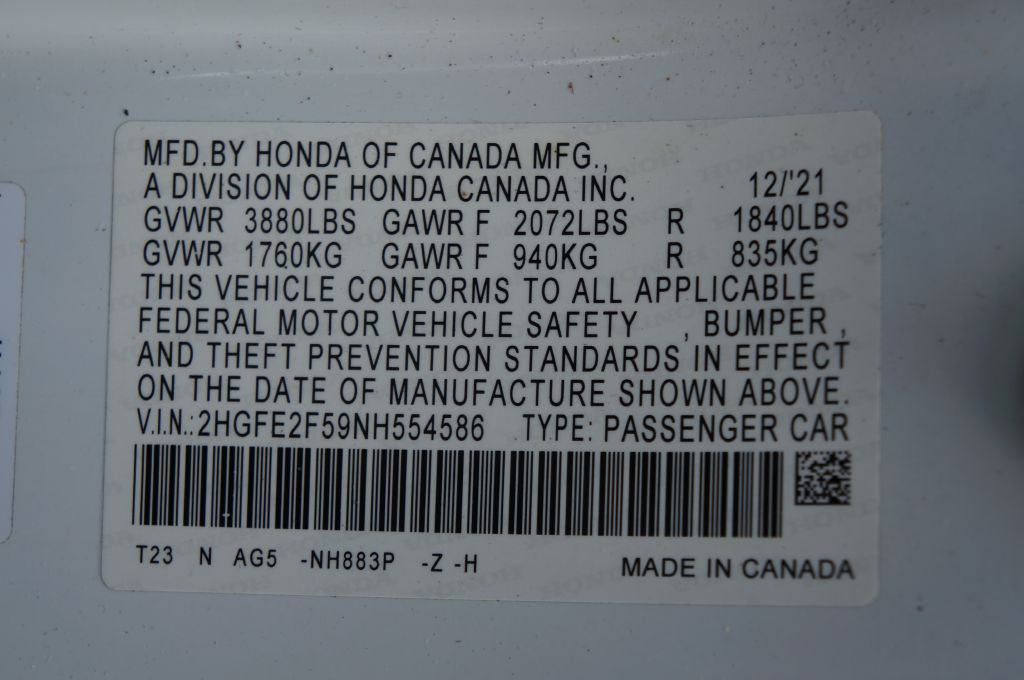 MFD.BY HONDA OF CANADA MFG.,
A DIVISION OF HONDA CANADA INC. 12/'21
GVWR 3880LBS GAWR F 2072LBS R 1840LBS
GVWR 1760KG GAWR F 940KG R 835KG
THIS VEHICLE CONFORMS TO ALL APPLICABLE
FEDERAL MOTOR VEHICLE SAFETY , BUMPER ,
AND THEFT PREVENTION STANDARDS IN EFFECT
ON THE DATE OF MANUFACTURE SHOWN ABOVE.
V.I.N.:2HGFE2F59NH554586 TYPE: PASSENGER CAR
T23 N AG5 -NH883P -Z -H MADE IN CANADA